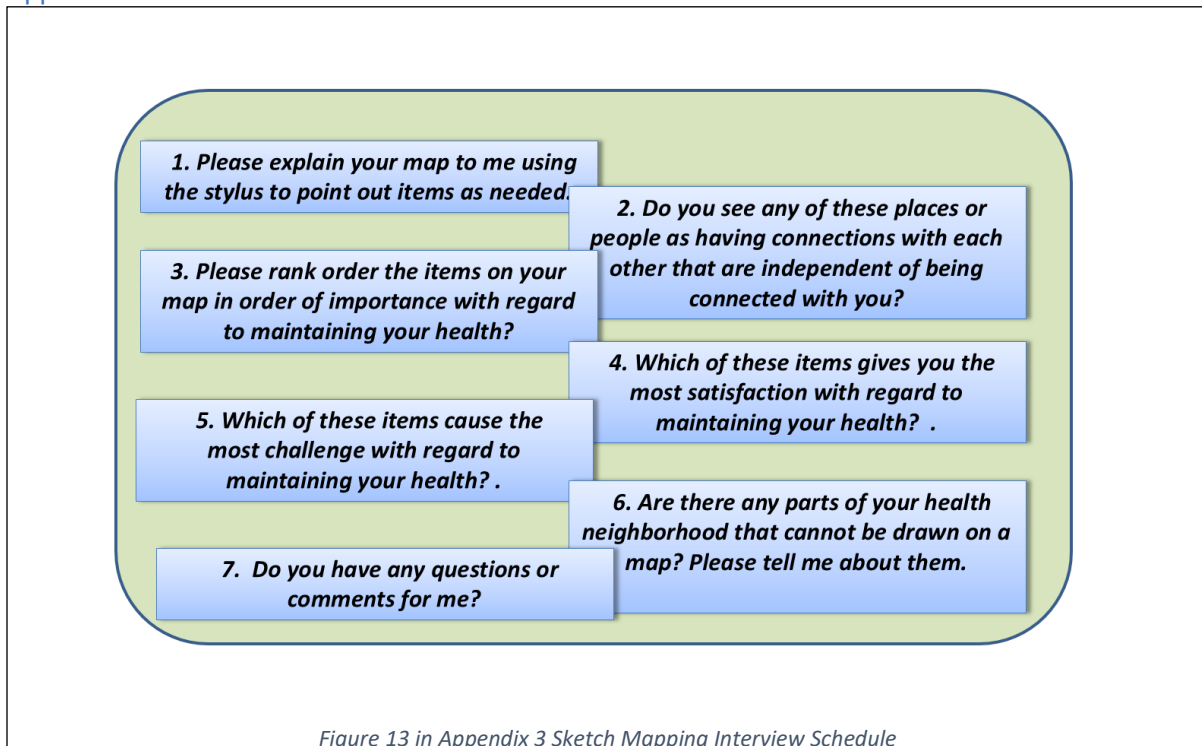 1. Please explain your map to me using
the stylus to point out items as needed.
2. Do you see any of these places or
people as having connections with each
other that are independent of being
connected with you?
3. Please rank order the items on your
map in order of importance with regard
to maintaining your health?
4. Which of these items gives you the
most satisfaction with regard to
maintaining your health?  .
5. Which of these items cause the
most challenge with regard to
maintaining your health? .
6. Are there any parts of your health
neighborhood that cannot be drawn on a
map? Please tell me about them.
7.  Do you have any questions or
comments for me?
Figure 13 in Appendix 3 Sketch Mapping Interview Schedule